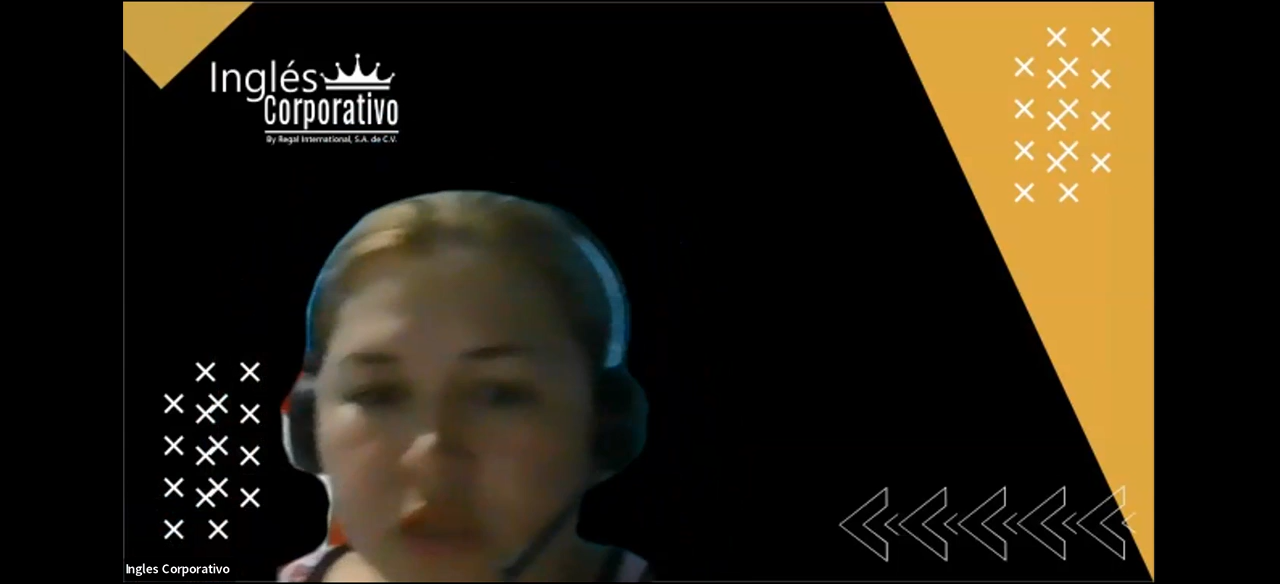 Inglés
Corporativo
By Regal International, S.A. de C.V.
Ingles Corporativo